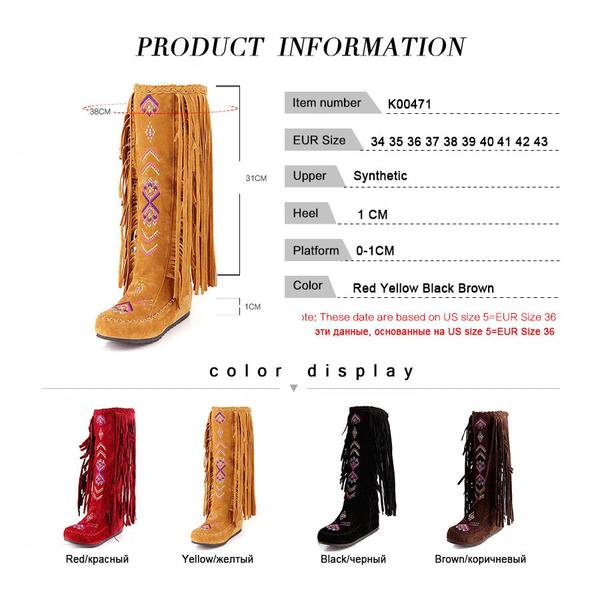 PRODUCT INFORMATION
38CM
31CM
1CM
Item number K00471
EUR Size 34 35 36 37 38 39 40 41 42 43
Upper Synthetic
Heel 1 CM
Platform 0-1CM
Color Red Yellow Black Brown
ote; These date are based on US size 5=EUR Size 36
эти данные, основанные на US size 5=EUR Size 36
color display
Red/красный
Yellow/желтый
Black/черный
Brown/коричневый